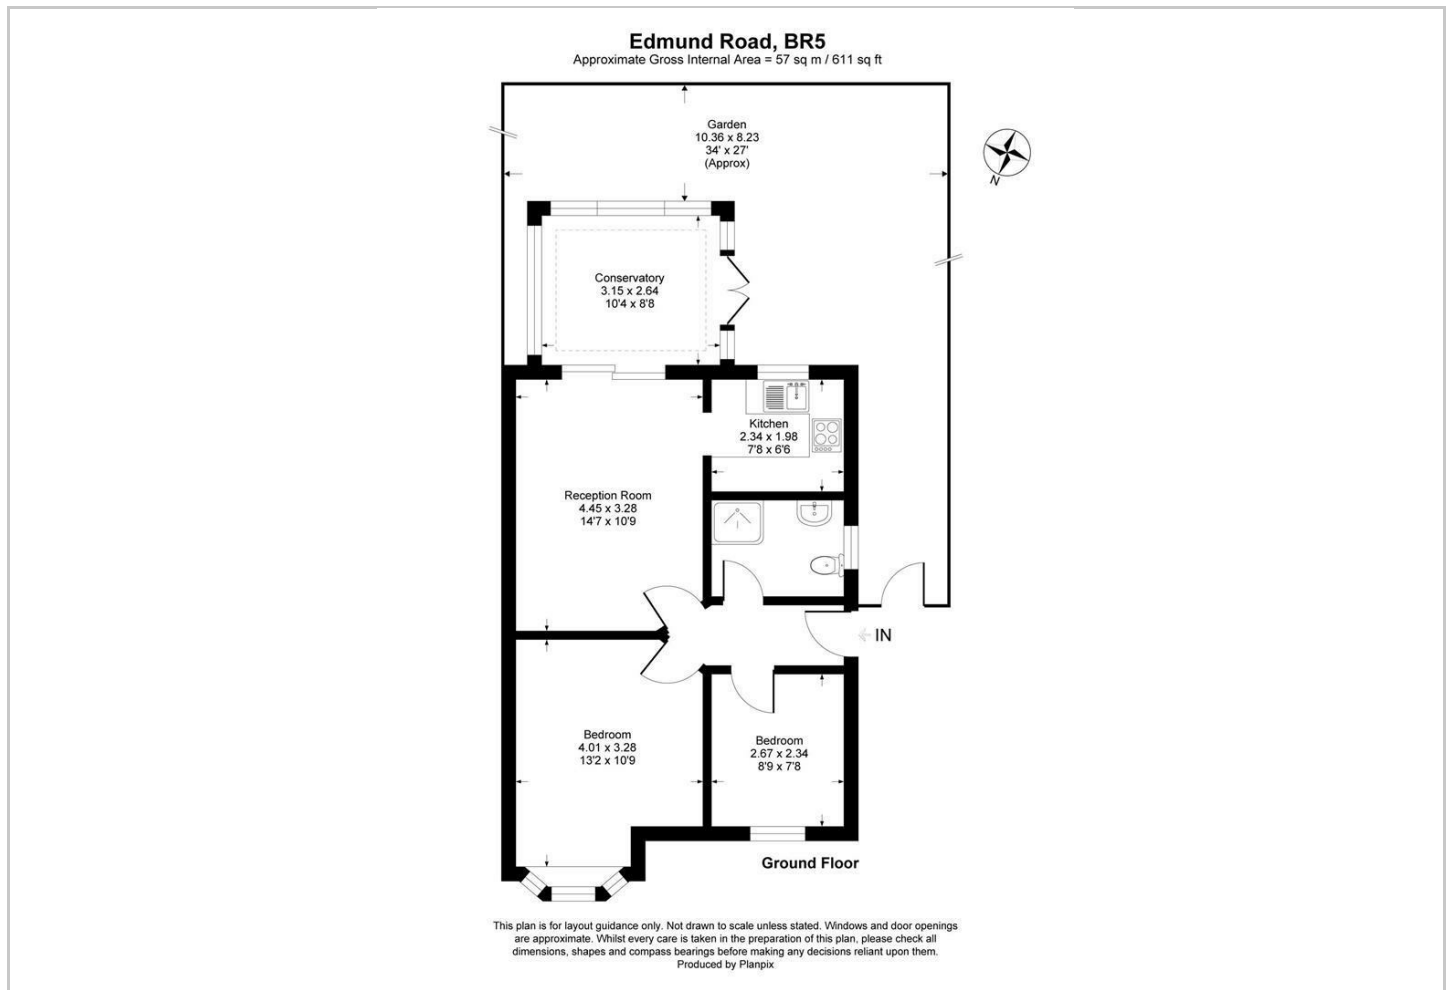 Edmund Road, BR5
Approximate Gross Internal Area = 57 sq m / 611 sq ft
Garden
10.36 x 8.23
34' x 27'
(Approx)
N
Conservatory
3.15 x 2.64
10'4 x 8'8
Kitchen
2.34 x 1.98
7'8 x 6'6
Reception Room
4.45 x 3.28
14'7 x 10'9
IN
Bedroom
4.01 x 3.28
13'2 x 10'9
Bedroom
2.67 x 2.34
8'9 x 7'8
Ground Floor
This plan is for layout guidance only. Not drawn to scale unless stated. Windows and door openings
are approximate. Whilst every care is taken in the preparation of this plan, please check all
dimensions, shapes and compass bearings before making any decisions reliant upon them.
Produced by Planpix